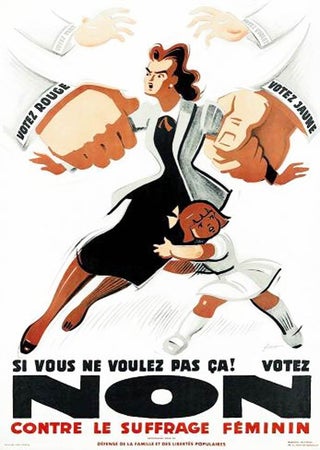 VOTEZ ROUGE
VOTEZ JAUNE
SI VOUS NE VOULEZ PAS ÇA! VOTEZ
NON
CONTRE LE SUFFRAGE FÉMININ
DÉFENSE DE LA FAMILLE ET DES LIBERTÉS POPULAIRES